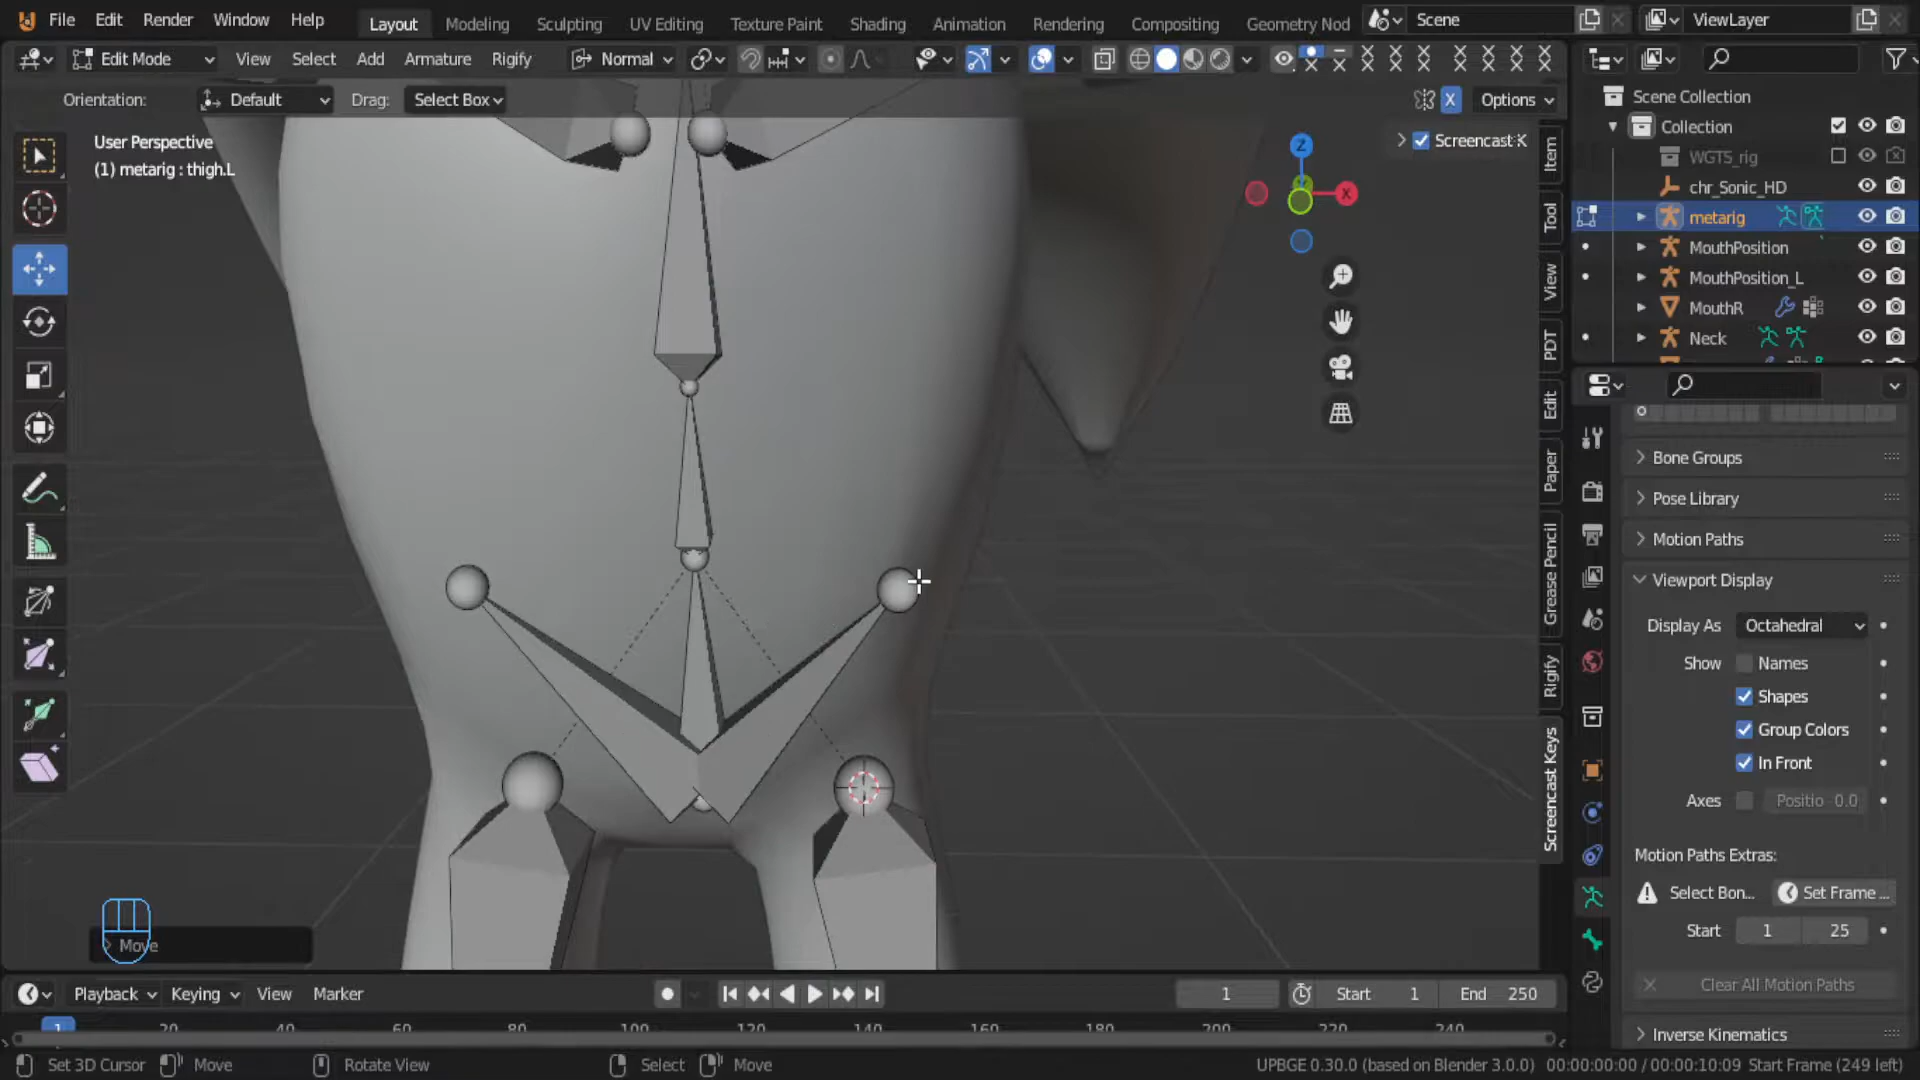 File Edit Render Window Help Layout Modeling Sculpting UV Editing Texture Paint Shading Animation Rendering Compositing Geometry Nod Scene ViewLayer
Edit Mode View Select Add Armature Rigify Normal
Orientation: Default Drag: Select Box X Options
User Perspective
(1) metarig : thigh.L
Screencast K
Z
X
Item
Tool
View
PDT
Edit
Paper
Grease Pencil
Rigify
Screencast Keys
Scene Collection
Collection
WGTS_rig
chr_Sonic_HD
metarig
MouthPosition
MouthPosition_L
MouthR
Neck
Bone Groups
Pose Library
Motion Paths
Viewport Display
Display As Octahedral
Show Names
Shapes
Group Colors
In Front
Axes Positio 0.0
Motion Paths Extras:
Select Bon... Set Frame ...
Start 1 25
Clear All Motion Paths
Inverse Kinematics
Move
Playback Keying View Marker 1 Start 1 End 250
1 20 40 60 80 100 120 140 160 180 200 220 240
Set 3D Cursor Move Rotate View Select Move UPBGE 0.30.0 (based on Blender 3.0.0) 00:00:00:00 / 00:00:10:09 Start Frame (249 left)